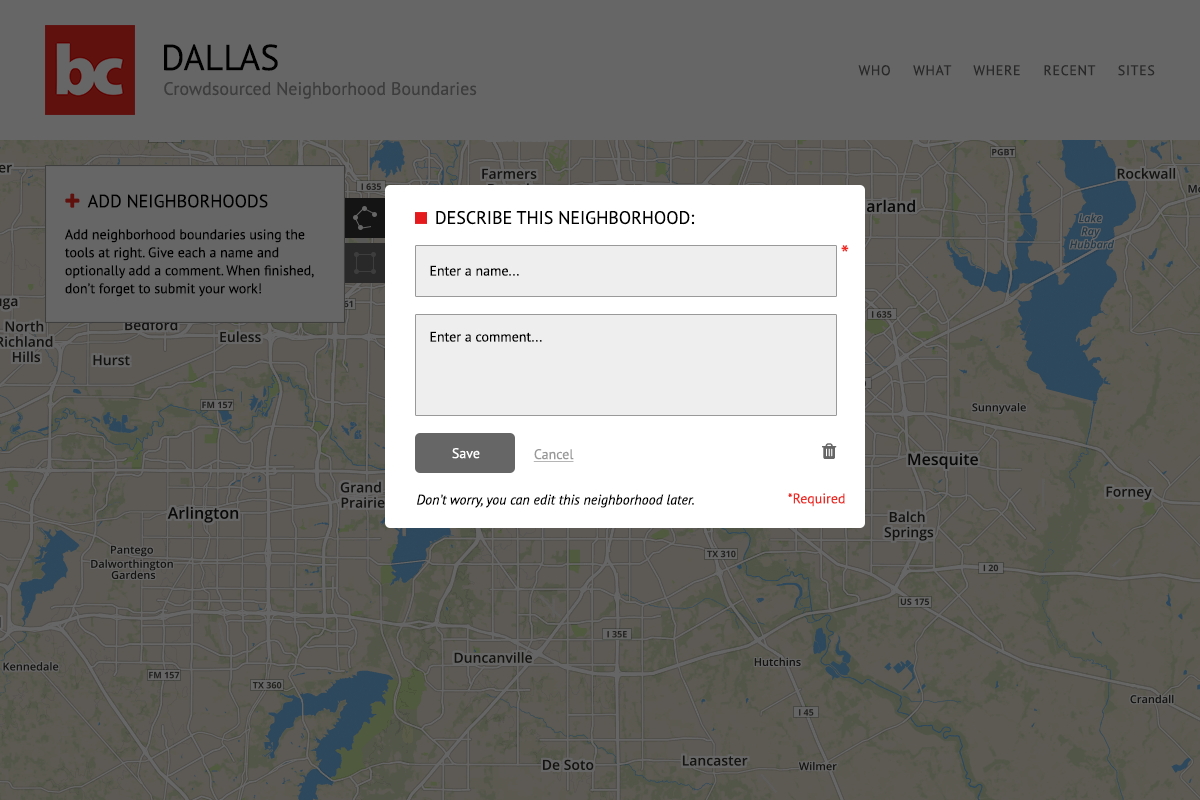 bc
DALLAS
Crowdsourced Neighborhood Boundaries
WHO WHAT WHERE RECENT SITES
ADD NEIGHBORHOODS
Add neighborhood boundaries using the
tools at right. Give each a name and
optionally add a comment. When finished,
don't forget to submit your work!
DESCRIBE THIS NEIGHBORHOOD:
Enter a name...
*
Enter a comment...
Save
Cancel
Don't worry, you can edit this neighborhood later.
*Required
Farmers
I 635
PGBT
Rockwall
arland
Lake
Ray
Hubbard
I 635
North
Richland
Hills
Bedford
Euless
Hurst
FM 157
Sunnyvale
Mesquite
Grand
Prairie
Arlington
Forney
Balch
Springs
Pantego
Dalworthington
Gardens
TX 310
I 20
US 175
I 35E
Duncanville
Hutchins
Kennedale
FM 157
TX 360
Crandall
I 45
De Soto
Lancaster
Wilmer